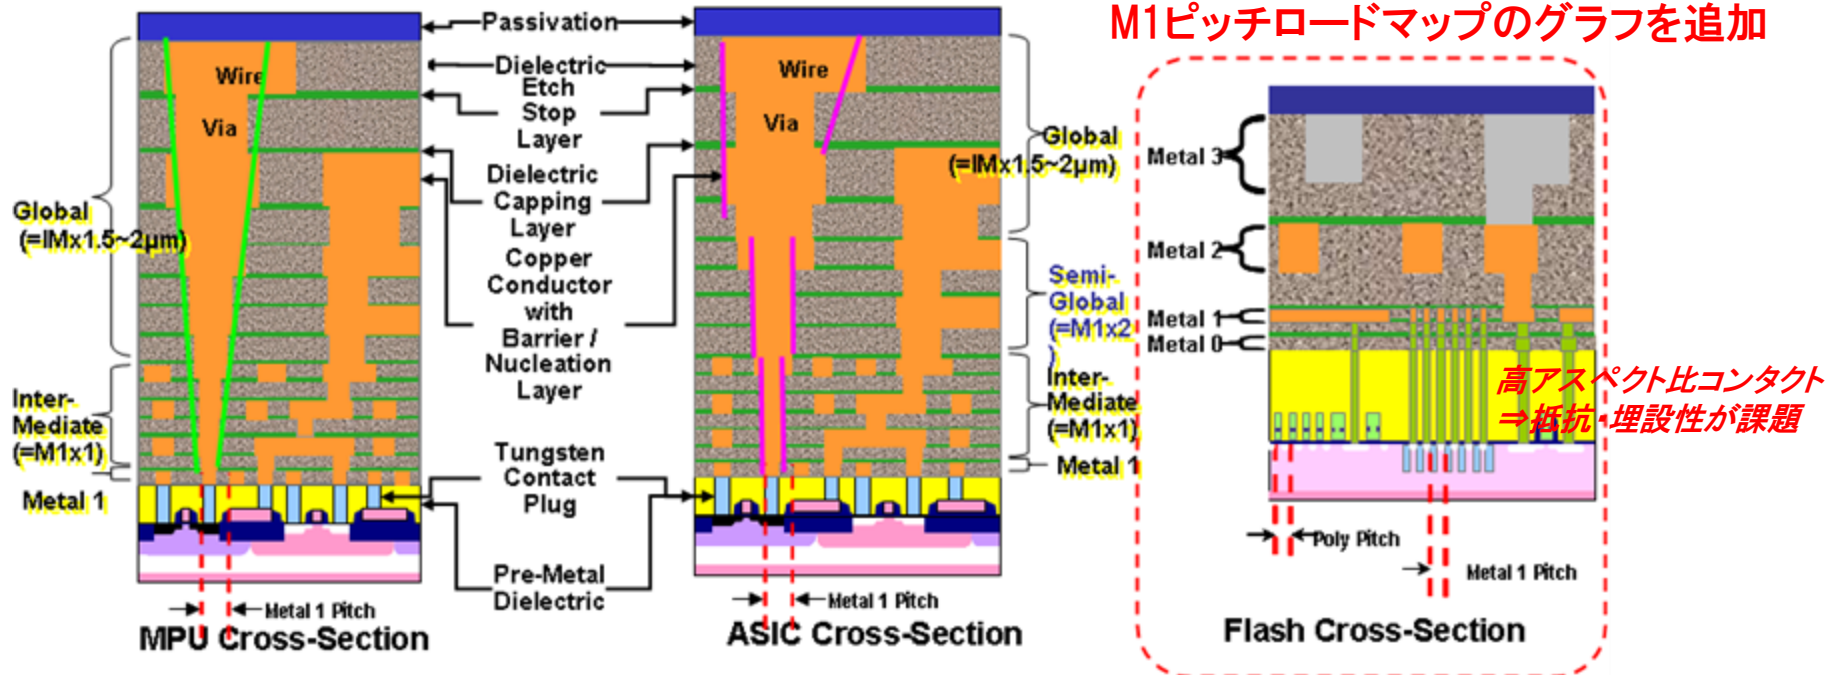 M1ピッチロードマップのグラフを追加
Passivation
Dielectric
Etch
Stop
Layer
Dielectric
Capping
Layer
Copper
Conductor
with
Barrier /
Nucleation
Layer
Tungsten
Contact
Plug
Pre-Metal
Dielectric
Wire
Via
Global
(=IMx1.5~2μm)
Inter-
Mediate
(=M1x1)
Metal 1
Metal 1 Pitch
MPU Cross-Section
Wire
Via
Global
(=IMx1.5~2μm)
Semi-
Global
(=M1x2
)
Inter-
Mediate
(=M1x1)
Metal 1
Metal 1 Pitch
ASIC Cross-Section
Metal 3
Metal 2
Metal 1
Metal 0
高アスペクト比コンタクト
⇒抵抗・埋設性が課題
Poly Pitch
Metal 1 Pitch
Flash Cross-Section